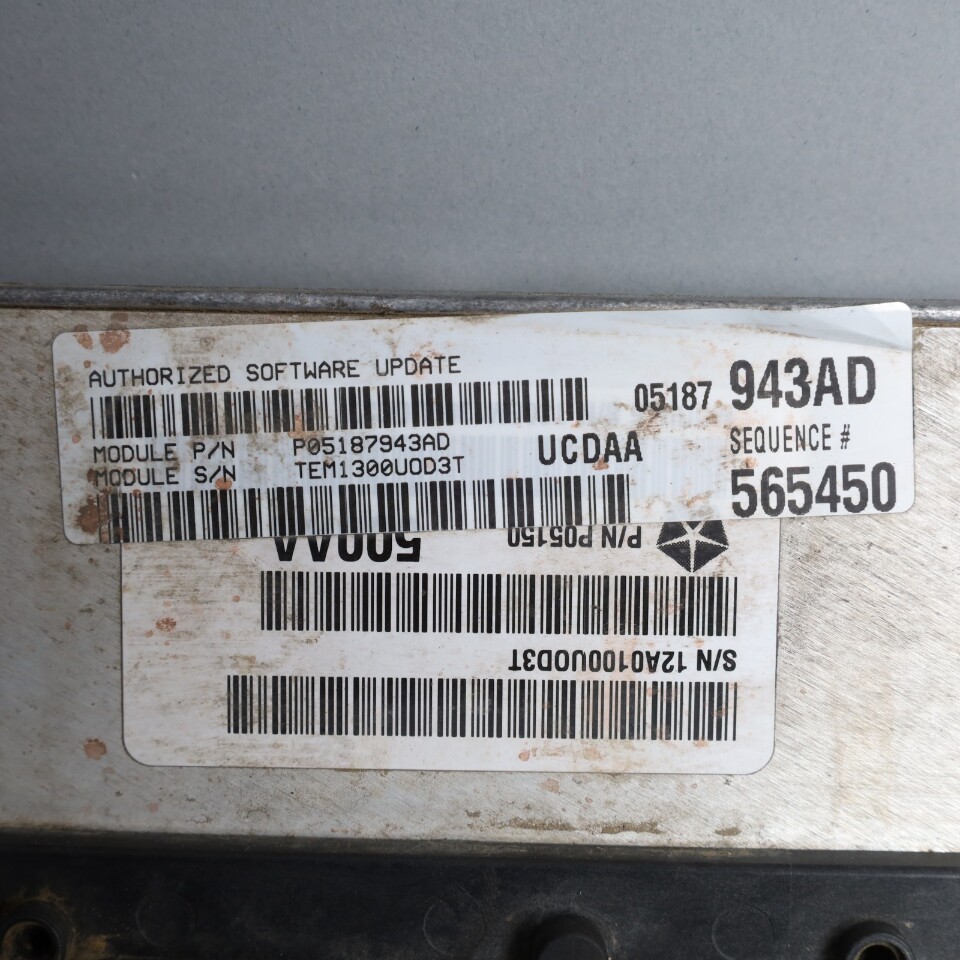 AUTHORIZED SOFTWARE UPDATE
05187 943AD
MODULE P/N P05187943AD
MODULE S/N TEM1300UOD3T
UCDAA
SEQUENCE #
565450
P/N P05150 500AA
S/N 12A0100UOD3T